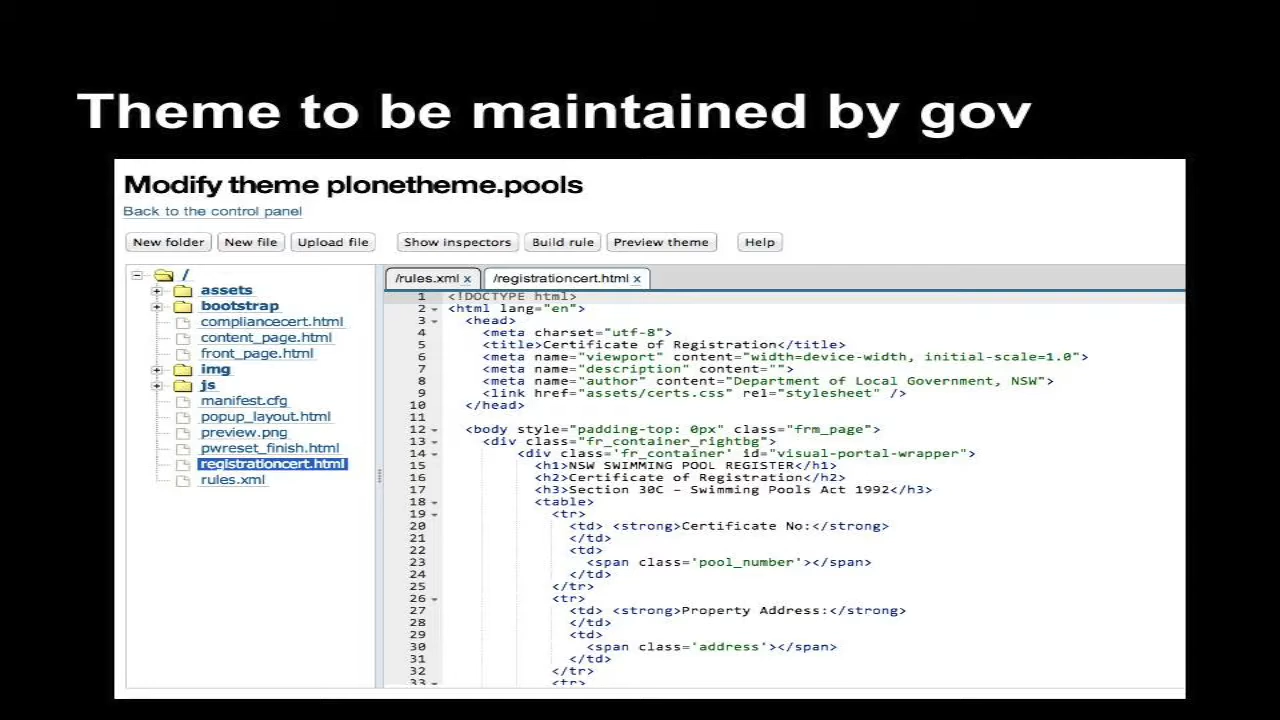 Theme to be maintained by gov
Modify theme plonetheme.pools
Back to the control panel
New folder New file Upload file Show inspectors Build rule Preview theme Help
/
assets
bootstrap
compliancecert.html
content_page.html
front_page.html
img
js
manifest.cfg
popup_layout.html
preview.png
pwreset_finish.html
registrationcert.html
rules.xml
/rules.xml x /registrationcert.html x
1 <!DOCTYPE html>
2 <html lang="en">
3 <head>
4 <meta charset="utf-8">
5 <title>Certificate of Registration</title>
6 <meta name="viewport" content="width=device-width, initial-scale=1.0">
7 <meta name="description" content="">
8 <meta name="author" content="Department of Local Government, NSW">
9 <link href="assets/certs.css" rel="stylesheet" />
10 </head>
11
12 <body style="padding-top: 0px" class="frm_page">
13 <div class="fr_container_rightbg">
14 <div class='fr_container' id="visual-portal-wrapper">
15 <h1>NSW SWIMMING POOL REGISTER</h1>
16 <h2>Certificate of Registration</h2>
17 <h3>Section 30C – Swimming Pools Act 1992</h3>
18 <table>
19 <tr>
20 <td> <strong>Certificate No:</strong>
21 </td>
22 <td>
23 <span class='pool_number'></span>
24 </td>
25 </tr>
26 <tr>
27 <td> <strong>Property Address:</strong>
28 </td>
29 <td>
30 <span class='address'></span>
31 </td>
32 </tr>
33 <tr>